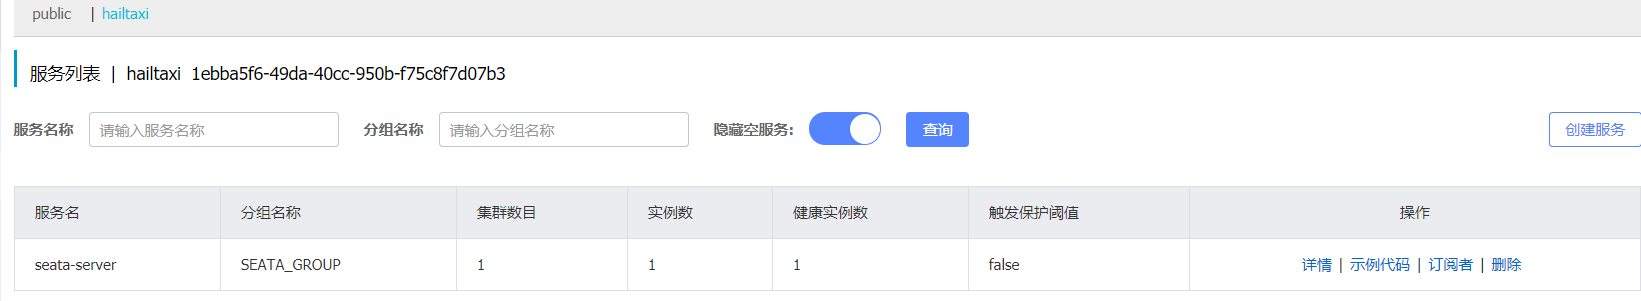 public | hailtaxi
服务列表 | hailtaxi 1ebba5f6-49da-40cc-950b-f75c8f7d07b3
服务名称 请输入服务名称 分组名称 请输入分组名称 隐藏空服务: 查询 创建服务
服务名 分组名称 集群数目 实例数 健康实例数 触发保护阈值 操作
seata-server SEATA_GROUP 1 1 1 false 详情 | 示例代码 | 订阅者 | 删除